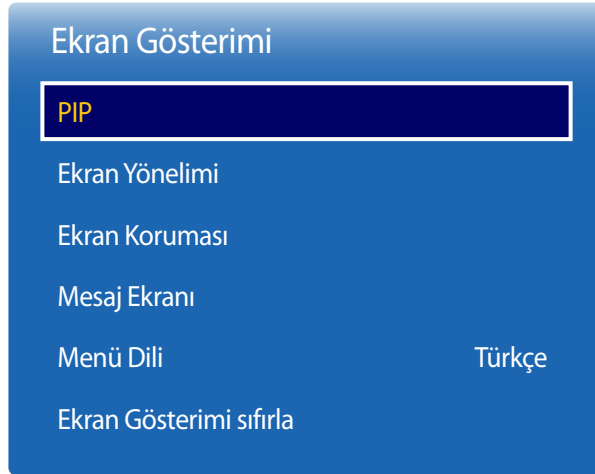 Ekran Gösterimi
PIP
Ekran Yönelimi
Ekran Koruması
Mesaj Ekranı
Menü Dili Türkçe
Ekran Gösterimi sıfırla